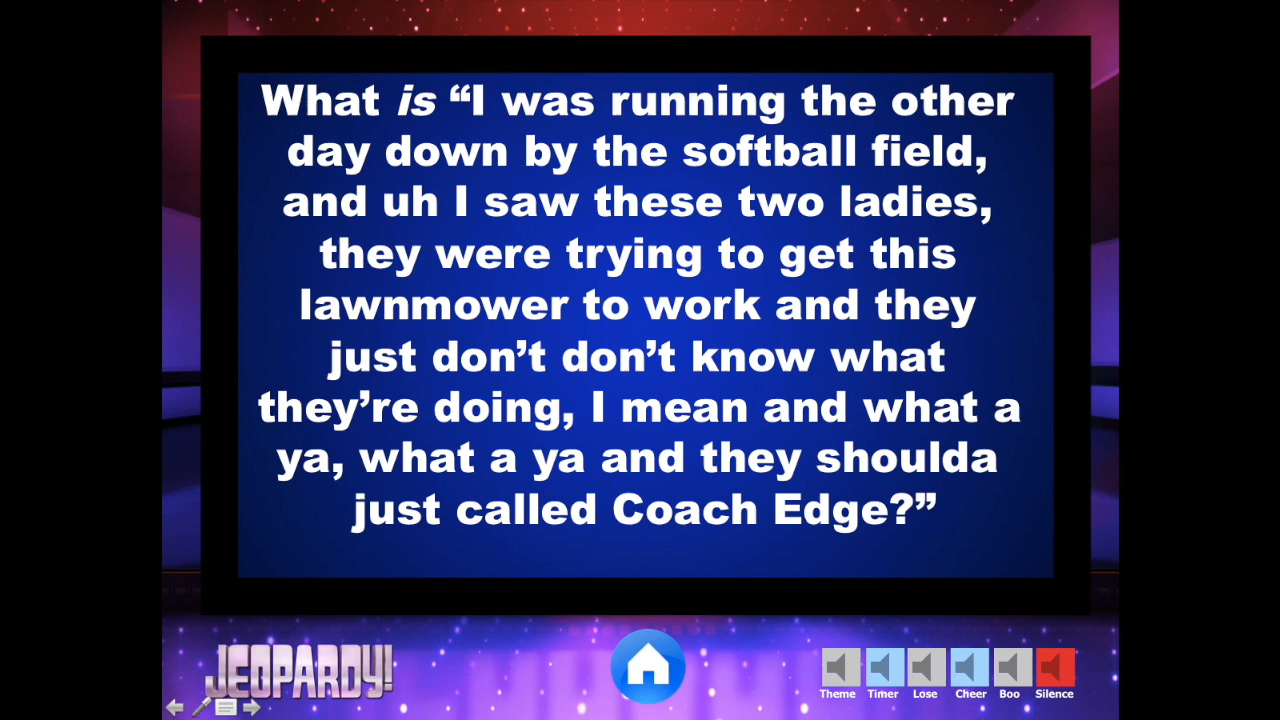 What is “I was running the other
day down by the softball field,
and uh I saw these two ladies,
they were trying to get this
lawnmower to work and they
just don’t don’t know what
they’re doing, I mean and what a
ya, what a ya and they shoulda
just called Coach Edge?”
JEOPARDY!
Theme Timer Lose Cheer Boo Silence